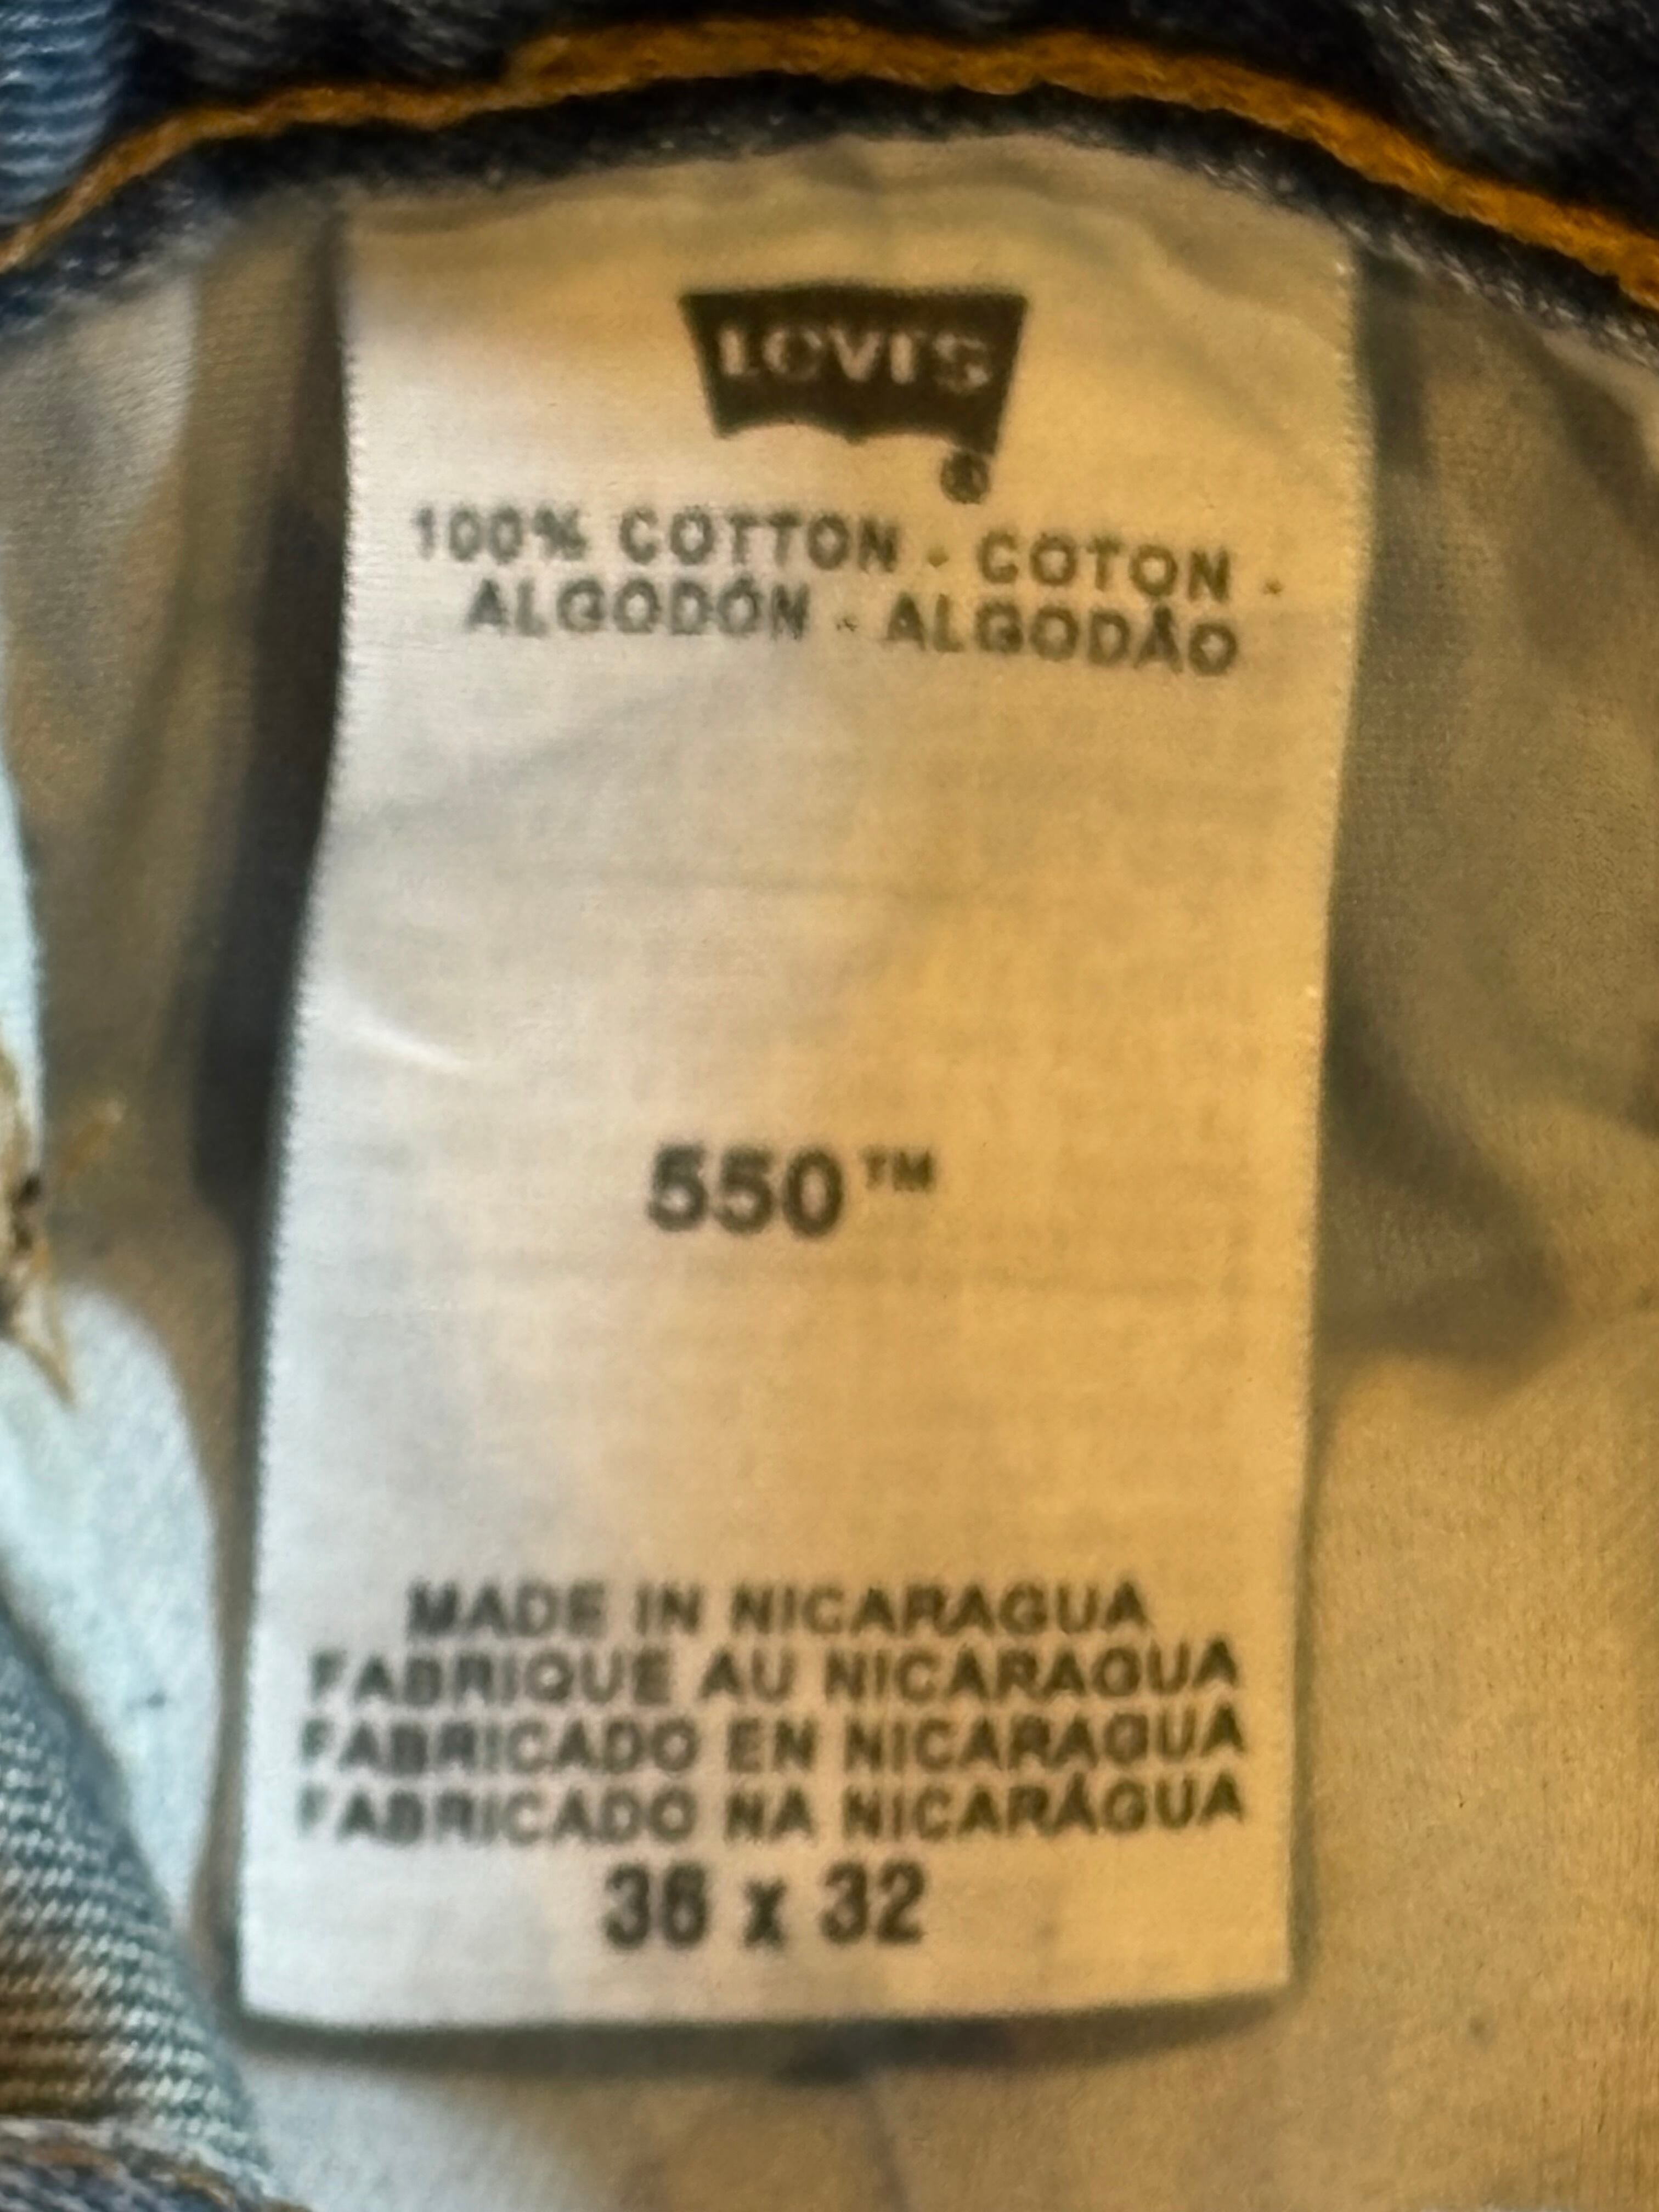 LEVI'S
®
100% COTTON - COTON -
ALGODÓN - ALGODÃO
550™
MADE IN NICARAGUA
FABRIQUE AU NICARAGUA
FABRICADO EN NICARAGUA
FABRICADO NA NICARÁGUA
36 x 32